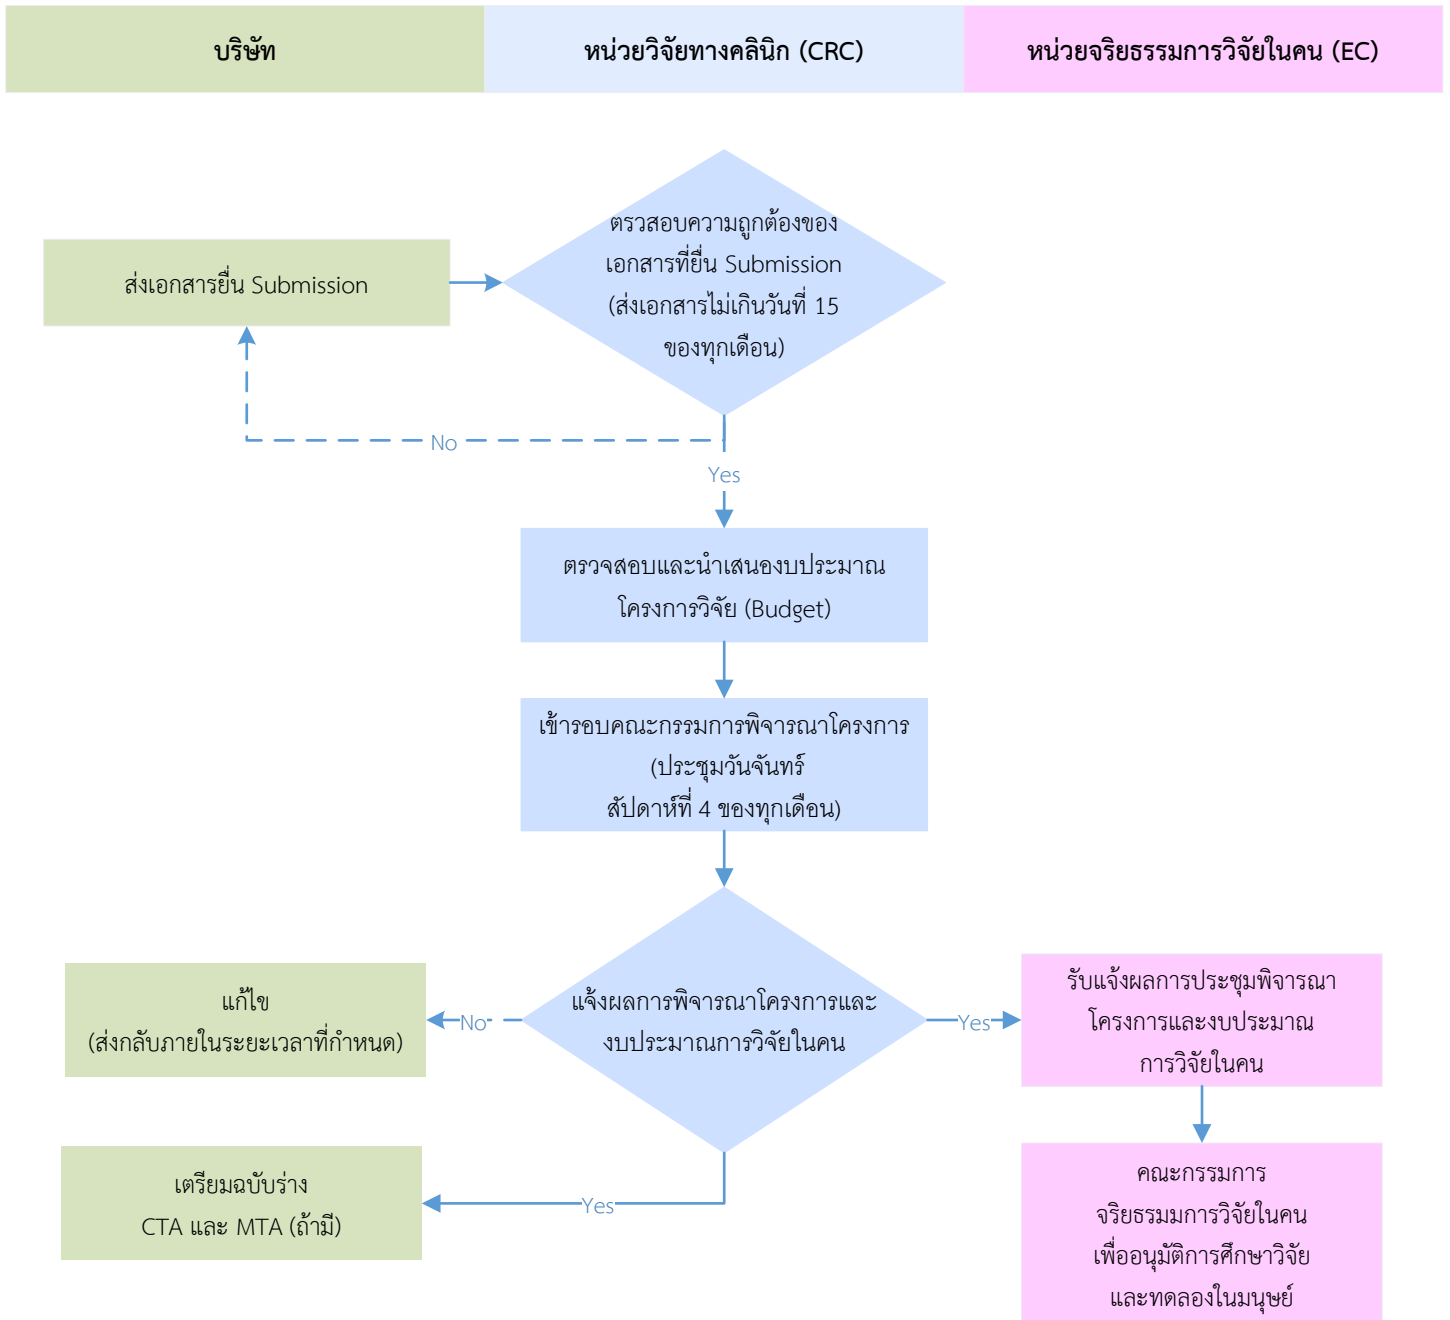 บริษัท
หน่วยวิจัยทางคลินิก (CRC)
หน่วยจริยธรรมการวิจัยในคน (EC)
ส่งเอกสารยื่น Submission
ตรวสอบความถูกต้องของ
เอกสารที่ยื่น Submission
(ส่งเอกสารไม่เกินวันที่ 15
ของทุกเดือน)
No
Yes
ตรวจสอบและนำเสนองบประมาณ
โครงการวิจัย (Budget)
เข้ารอบคณะกรรมการพิจารณาโครงการ
(ประชุมวันจันทร์
สัปดาห์ที่ 4 ของทุกเดือน)
แก้ไข
(ส่งกลับภายในระยะเวลาที่กำหนด)
No
แจ้งผลการพิจารณาโครงการและ
งบประมาณการวิจัยในคน
Yes
รับแจ้งผลการประชุมพิจารณา
โครงการและงบประมาณ
การวิจัยในคน
เตรียมฉบับร่าง
CTA และ MTA (ถ้ามี)
Yes
คณะกรรมการ
จริยธรมมการวิจัยในคน
เพื่ออนุมัติการศึกษาวิจัย
และทดลองในมนุษย์